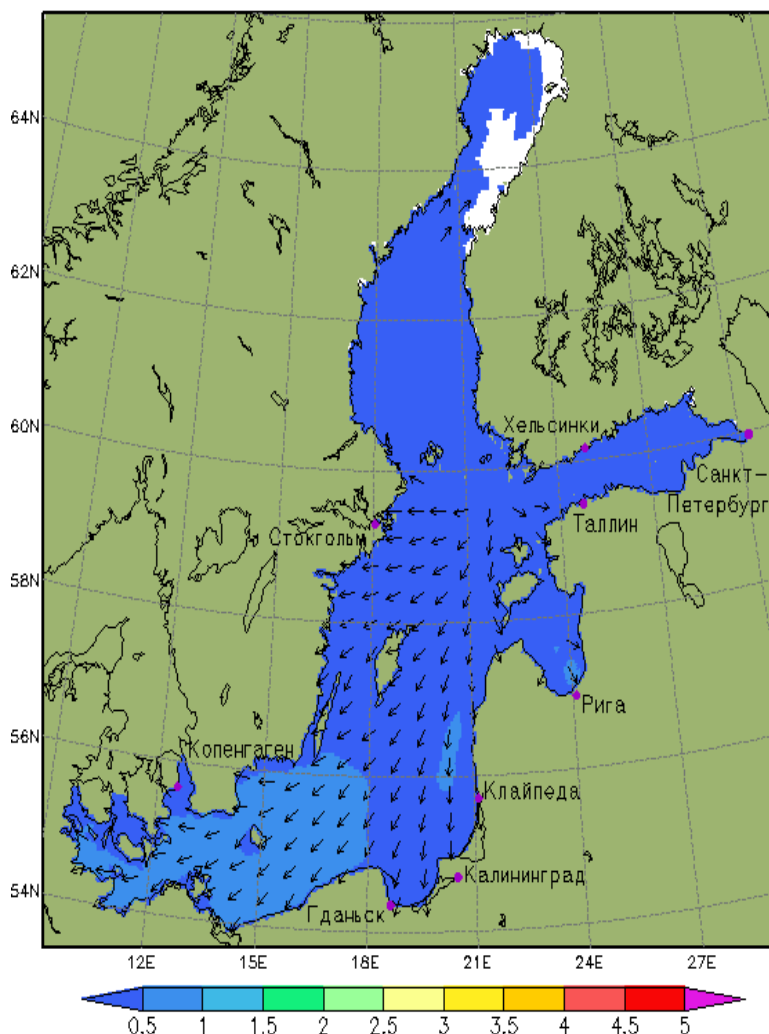 64N
62N
60N
Хельсинки
Санкт-
Петербург
Таллин
Стокгольм
58N
Рига
56N
Копенгаген
Клайпеда
Калининград
54N
Гданьск
12E 15E 18E 21E 24E 27E
0.5 1 1.5 2 2.5 3 3.5 4 4.5 5